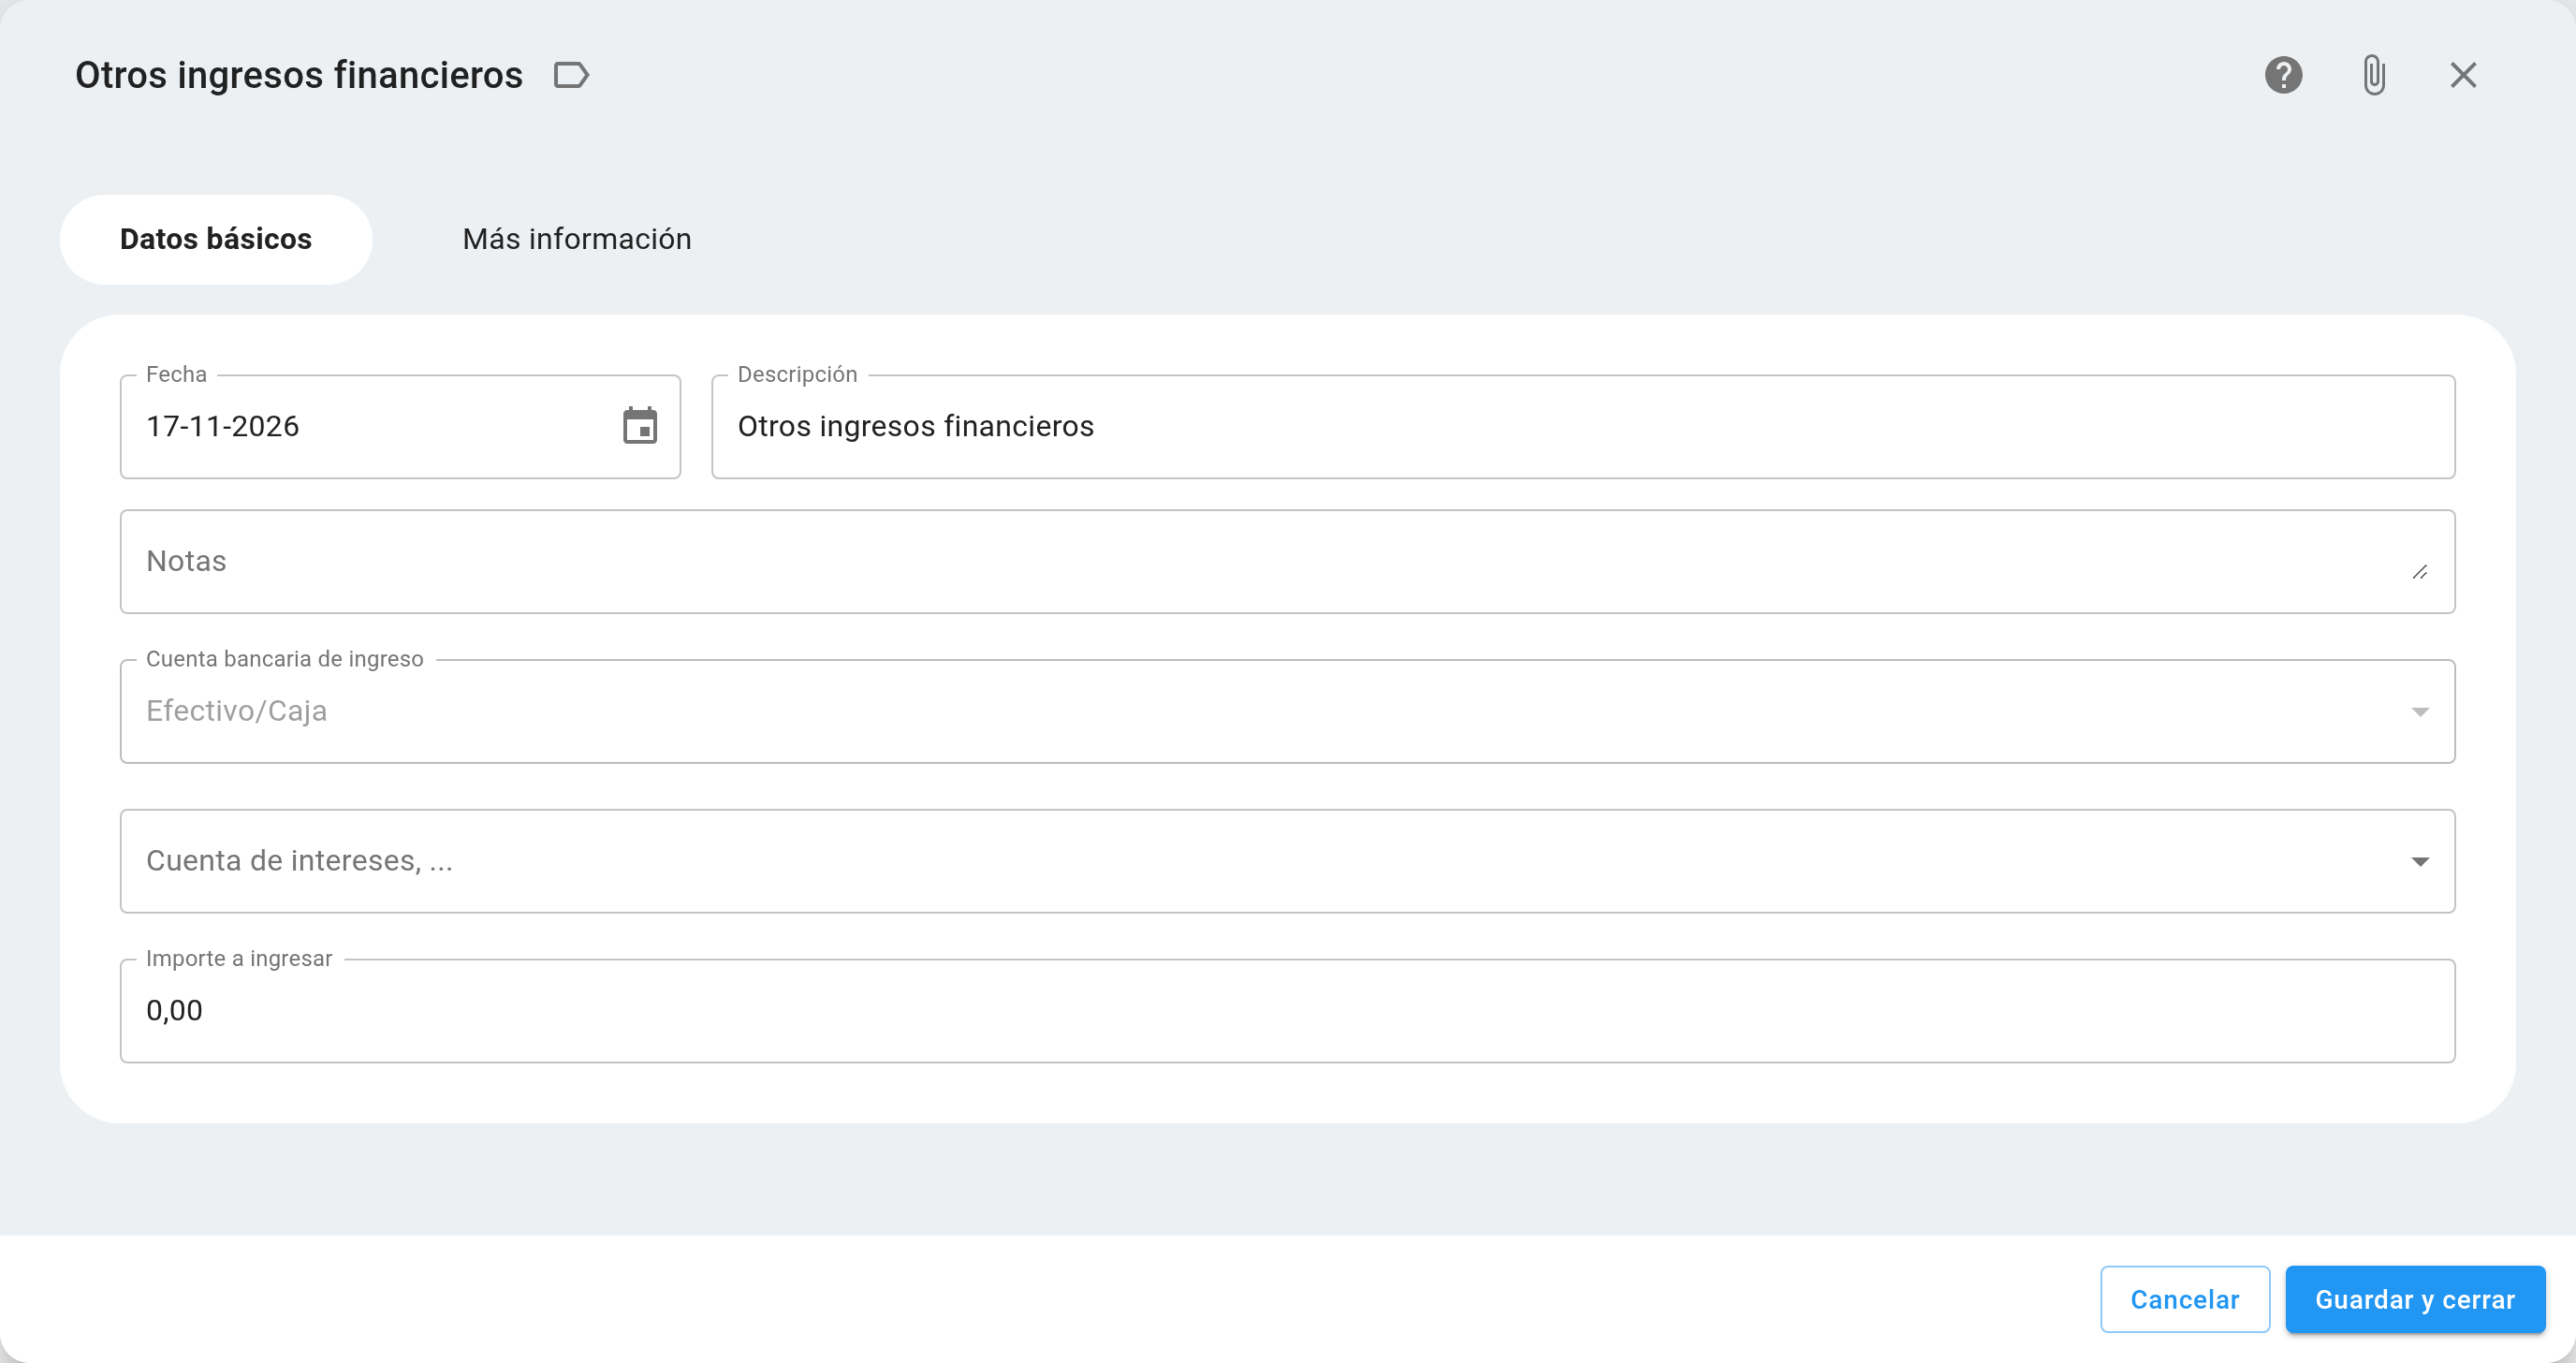 Otros ingresos financieros
Datos básicos
Más información
Fecha
17-11-2026
Descripción
Otros ingresos financieros
Notas
Cuenta bancaria de ingreso
Efectivo/Caja
Cuenta de intereses, ...
Importe a ingresar
0,00
Cancelar
Guardar y cerrar